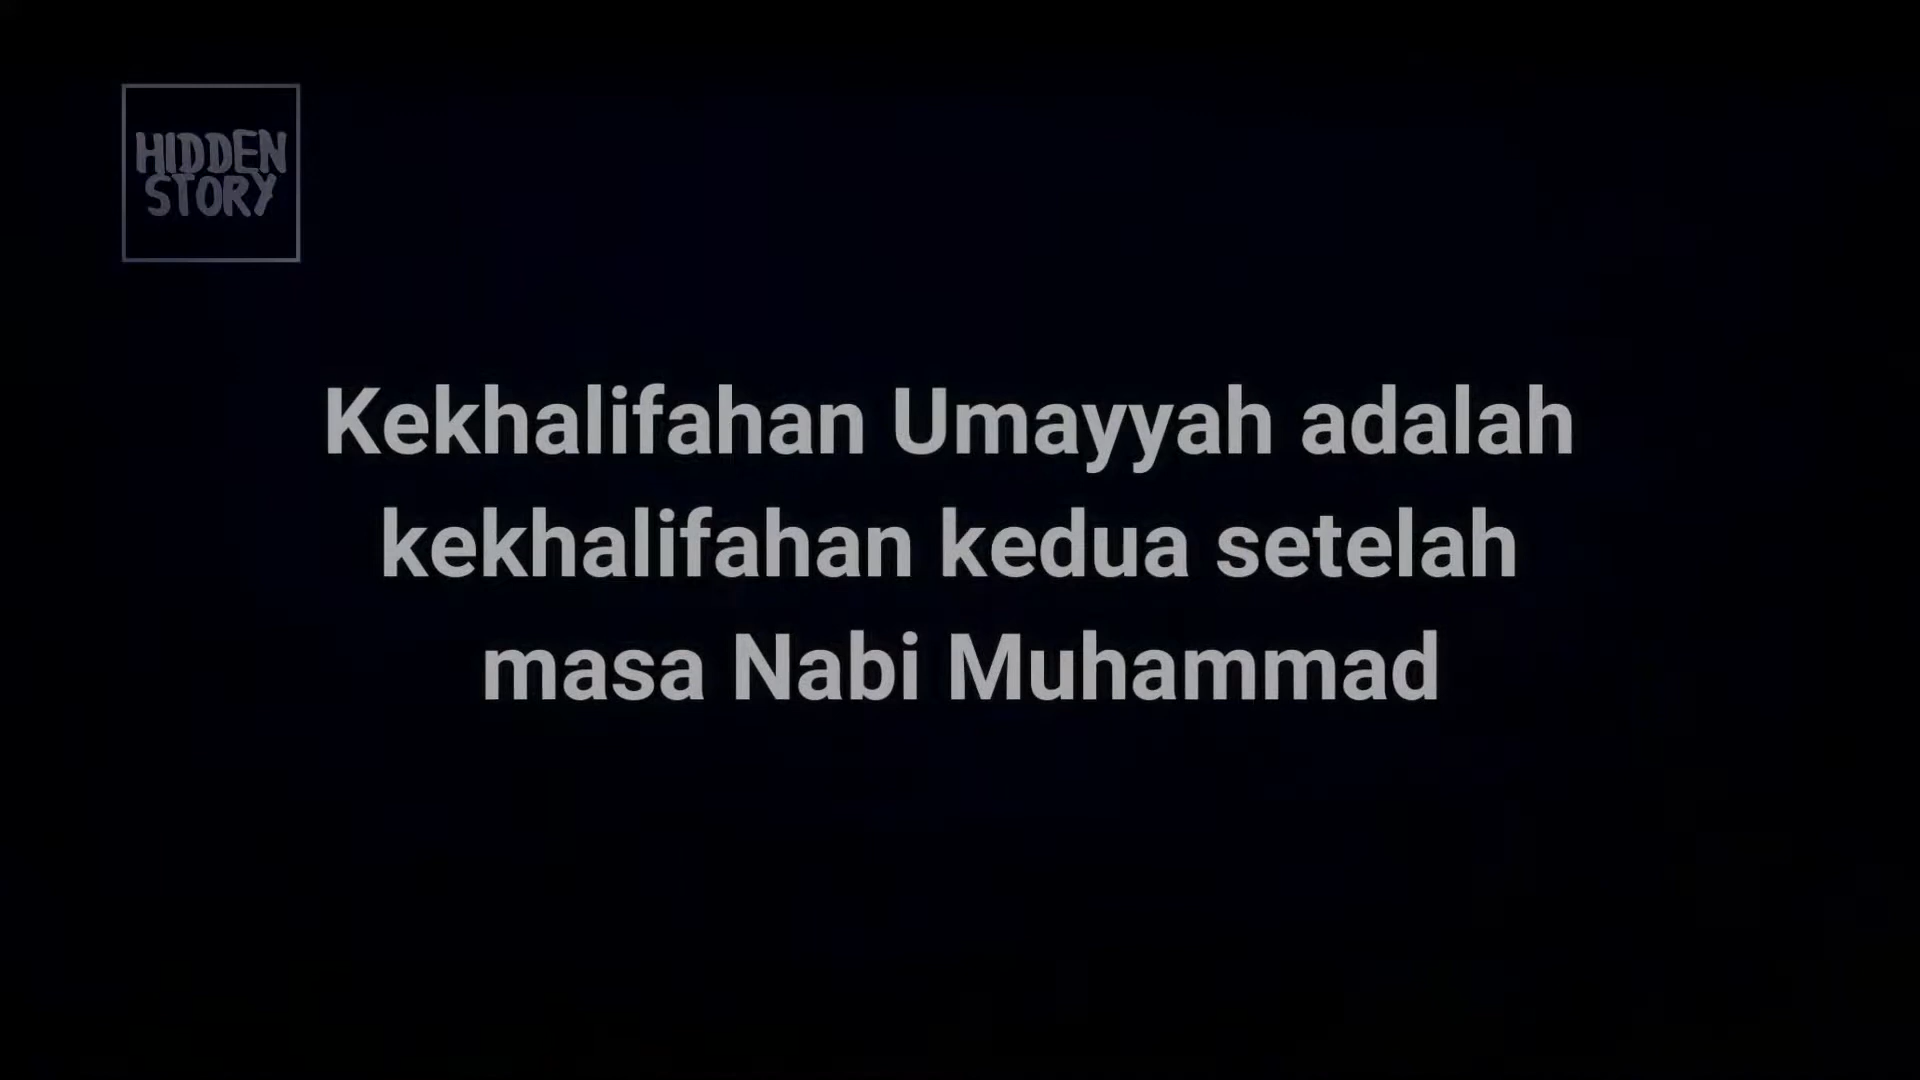 HIDDEN
STORY
Kekhalifahan Umayyah adalah
kekhalifahan kedua setelah
masa Nabi Muhammad